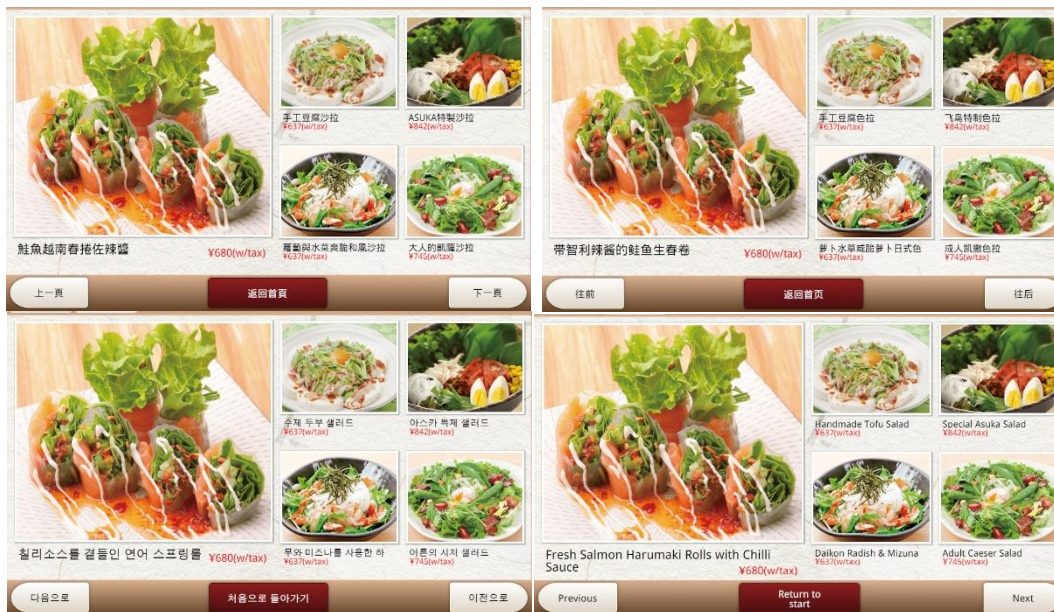 手工豆腐沙拉
¥637(w/tax)
ASUKA特製沙拉
¥842(w/tax)
鮭魚越南春捲佐辣醬
¥680(w/tax)
蘿蔔與水菜爽脆和風沙拉
¥637(w/tax)
大人的凱薩沙拉
¥745(w/tax)
上一頁
返回首頁
下一頁
手工豆腐色拉
¥637(w/tax)
飞鸟特制色拉
¥842(w/tax)
带智利辣酱的鲑鱼生春卷
¥680(w/tax)
萝卜水草咸脆萝卜日式色
¥637(w/tax)
成人凯撒色拉
¥745(w/tax)
往前
返回首页
往后
수제 두부 샐러드
¥637(w/tax)
아스카 특제 샐러드
¥842(w/tax)
칠리소스를 곁들인 연어 스프링롤
¥680(w/tax)
무와 미즈나를 사용한 하
¥637(w/tax)
어른의 시저 샐러드
¥745(w/tax)
다음으로
처음으로 돌아가기
이전으로
Handmade Tofu Salad
¥637(w/tax)
Special Asuka Salad
¥842(w/tax)
Fresh Salmon Harumaki Rolls with Chilli
Sauce
¥680(w/tax)
Daikon Radish & Mizuna
¥637(w/tax)
Adult Caeser Salad
¥745(w/tax)
Previous
Return to
start
Next